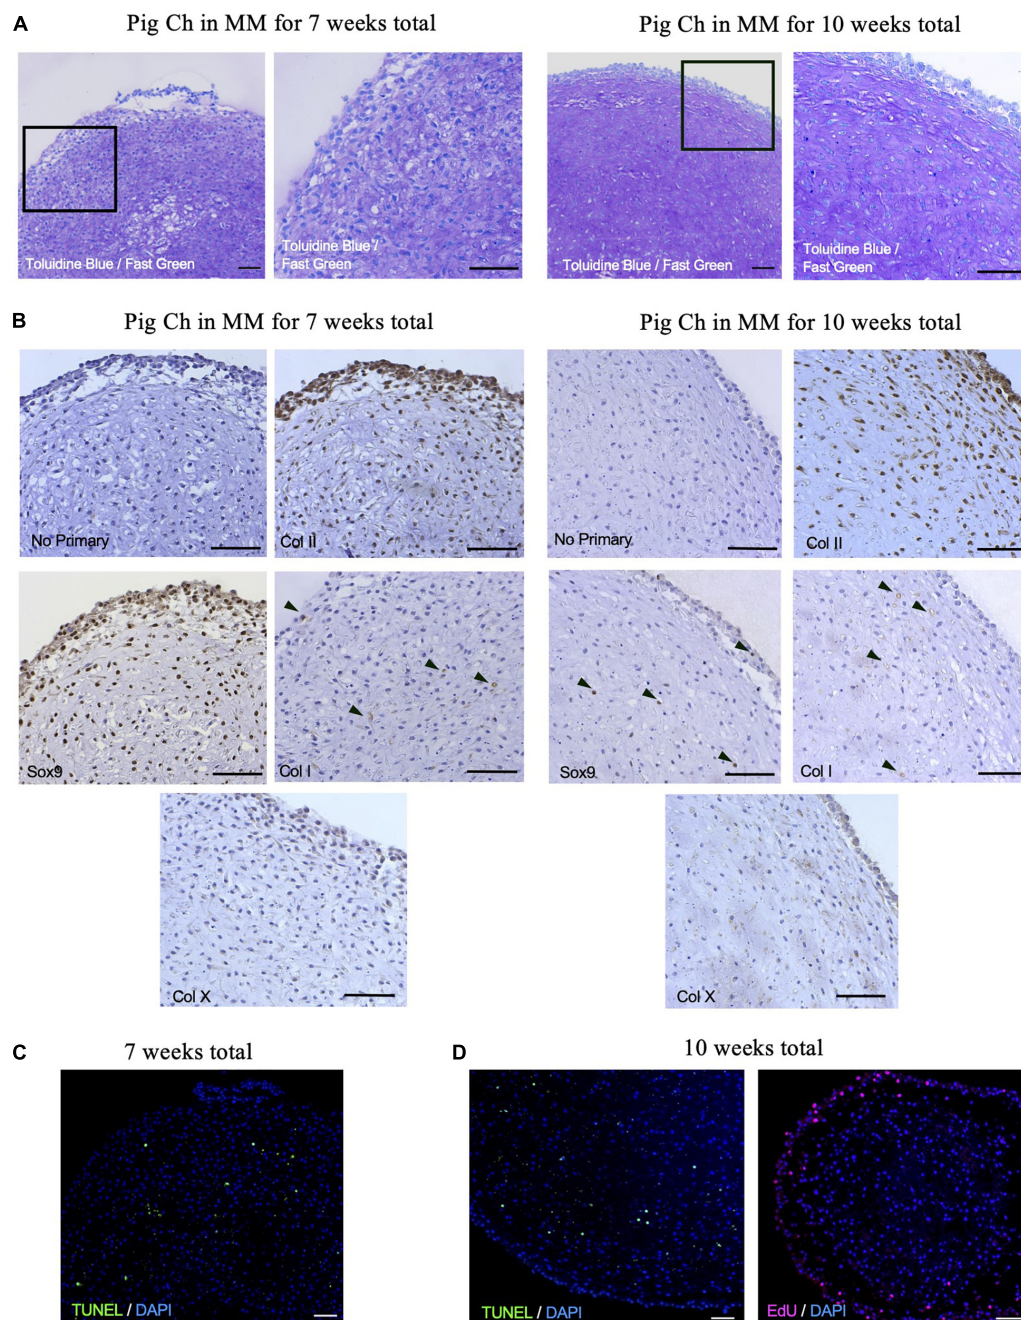 A
Pig Ch in MM for 7 weeks total
Pig Ch in MM for 10 weeks total
Toluidine Blue / Fast Green
Toluidine Blue /
Fast Green
Toluidine Blue / Fast Green
Toluidine Blue /
Fast Green
B
Pig Ch in MM for 7 weeks total
Pig Ch in MM for 10 weeks total
No Primary
Col II
No Primary
Col II
Sox9
Col I
Sox9
Col I
Col X
Col X
C
7 weeks total
D
10 weeks total
TUNEL / DAPI
TUNEL / DAPI
EdU / DAPI